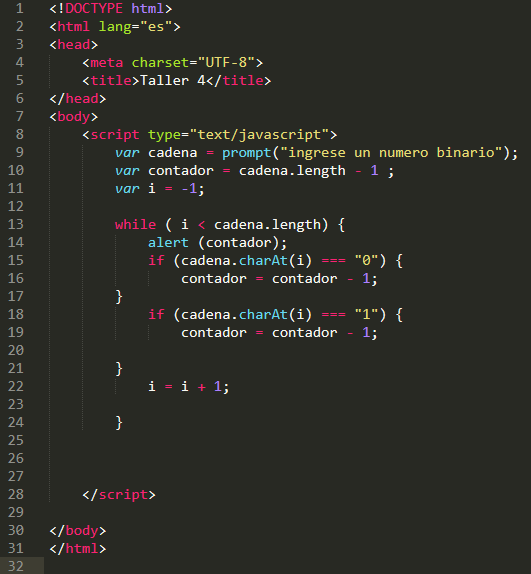 1 <!DOCTYPE html>
2 <html lang="es">
3 <head>
4     <meta charset="UTF-8">
5     <title>Taller 4</title>
6 </head>
7 <body>
8     <script type="text/javascript">
9         var cadena = prompt("ingrese un numero binario");
10         var contador = cadena.length - 1 ;
11         var i = -1;
12
13         while ( i < cadena.length) {
14             alert (contador);
15             if (cadena.charAt(i) === "0") {
16                 contador = contador - 1;
17         }
18             if (cadena.charAt(i) === "1") {
19                 contador = contador - 1;
20
21         }
22             i = i + 1;
23
24         }
25
26
27
28     </script>
29
30 </body>
31 </html>
32